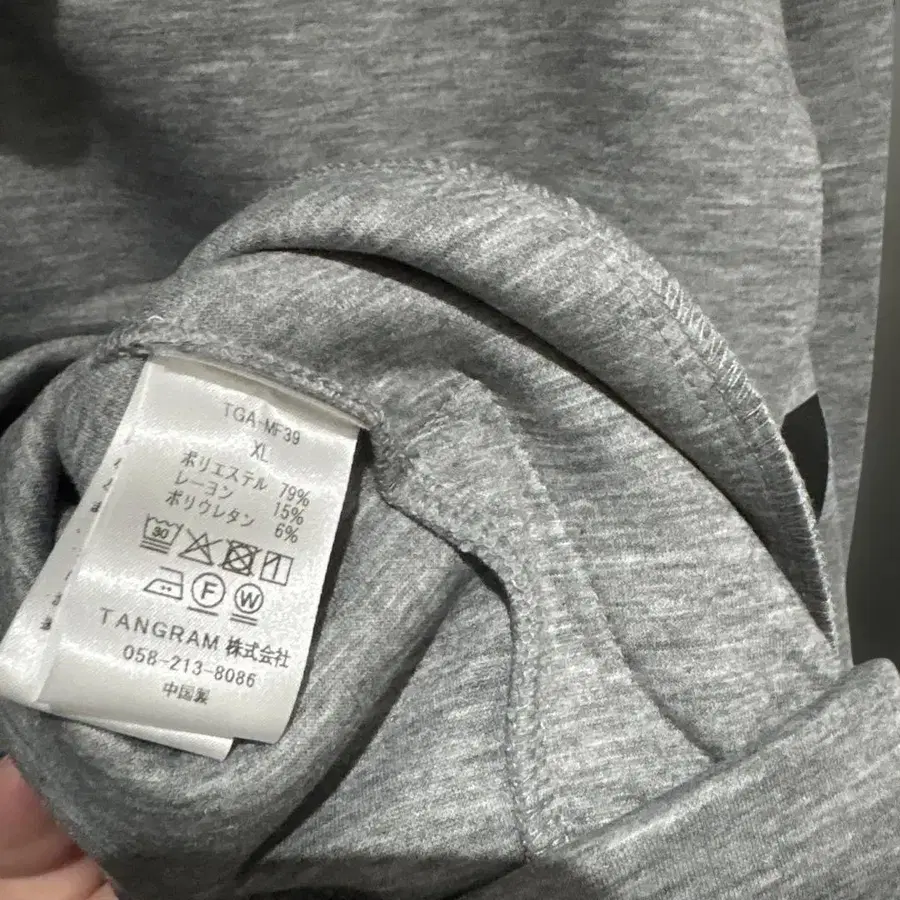 TGA-MF39
XL
ポリエステル 79%
レーヨン 15%
ポリウレタン 6%
30
F W
TANGRAM 株式会社
058-213-8086
中国製